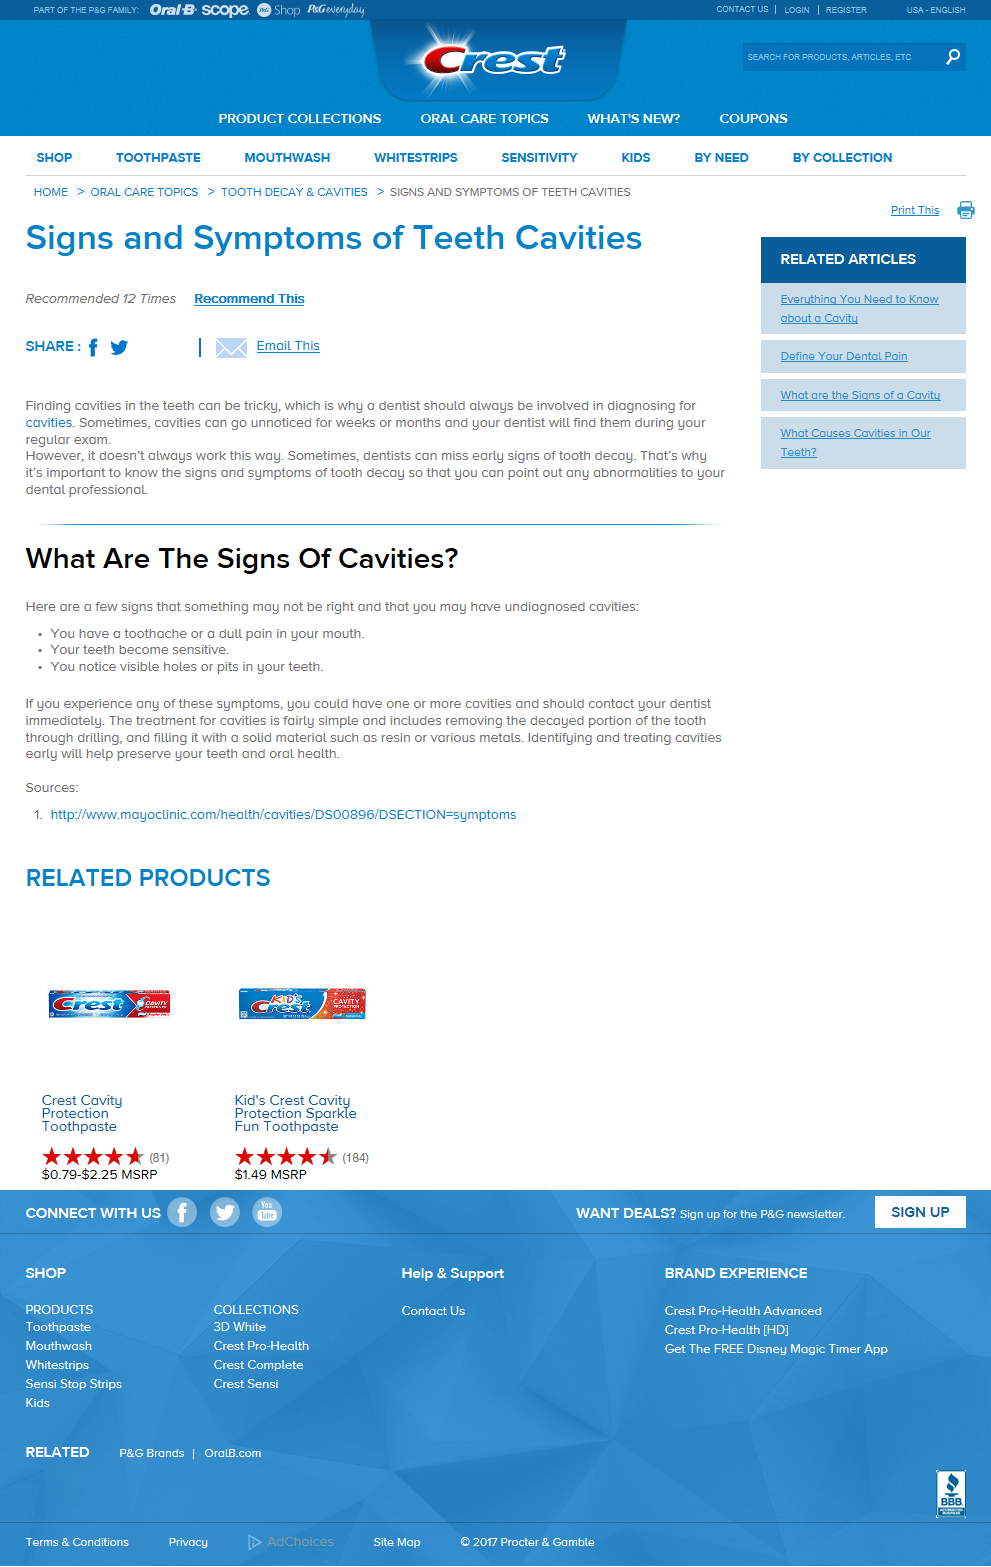 PART OF THE P&G FAMILY: Oral-B scope P&G Shop P&G everyday
CONTACT US | LOGIN | REGISTER USA - ENGLISH
Crest
SEARCH FOR PRODUCTS, ARTICLES, ETC
PRODUCT COLLECTIONS ORAL CARE TOPICS WHAT'S NEW? COUPONS
SHOP TOOTHPASTE MOUTHWASH WHITESTRIPS SENSITIVITY KIDS BY NEED BY COLLECTION
HOME > ORAL CARE TOPICS > TOOTH DECAY & CAVITIES > SIGNS AND SYMPTOMS OF TEETH CAVITIES
Print This
Signs and Symptoms of Teeth Cavities
Recommended 12 Times Recommend This
SHARE : | Email This
RELATED ARTICLES
Everything You Need to Know
about a Cavity
Define Your Dental Pain
What are the Signs of a Cavity
What Causes Cavities in Our
Teeth?
Finding cavities in the teeth can be tricky, which is why a dentist should always be involved in diagnosing for
cavities. Sometimes, cavities can go unnoticed for weeks or months and your dentist will find them during your
regular exam.
However, it doesn't always work this way. Sometimes, dentists can miss early signs of tooth decay. That's why
it's important to know the signs and symptoms of tooth decay so that you can point out any abnormalities to your
dental professional.
What Are The Signs Of Cavities?
Here are a few signs that something may not be right and that you may have undiagnosed cavities:
• You have a toothache or a dull pain in your mouth.
• Your teeth become sensitive.
• You notice visible holes or pits in your teeth.
If you experience any of these symptoms, you could have one or more cavities and should contact your dentist
immediately. The treatment for cavities is fairly simple and includes removing the decayed portion of the tooth
through drilling, and filling it with a solid material such as resin or various metals. Identifying and treating cavities
early will help preserve your teeth and oral health.
Sources:
1. http://www.mayoclinic.com/health/cavities/DS00896/DSECTION=symptoms
RELATED PRODUCTS
Crest CAVITY PROTECTION
KID'S Crest CAVITY PROTECTION
Crest Cavity
Protection
Toothpaste
(81)
$0.79-$2.25 MSRP
Kid's Crest Cavity
Protection Sparkle
Fun Toothpaste
(184)
$1.49 MSRP
CONNECT WITH US You Tube
WANT DEALS? Sign up for the P&G newsletter. SIGN UP
SHOP
PRODUCTS
Toothpaste
Mouthwash
Whitestrips
Sensi Stop Strips
Kids
COLLECTIONS
3D White
Crest Pro-Health
Crest Complete
Crest Sensi
Help & Support
Contact Us
BRAND EXPERIENCE
Crest Pro-Health Advanced
Crest Pro-Health [HD]
Get The FREE Disney Magic Timer App
RELATED P&G Brands | OralB.com
BBB
Terms & Conditions Privacy AdChoices Site Map © 2017 Procter & Gamble